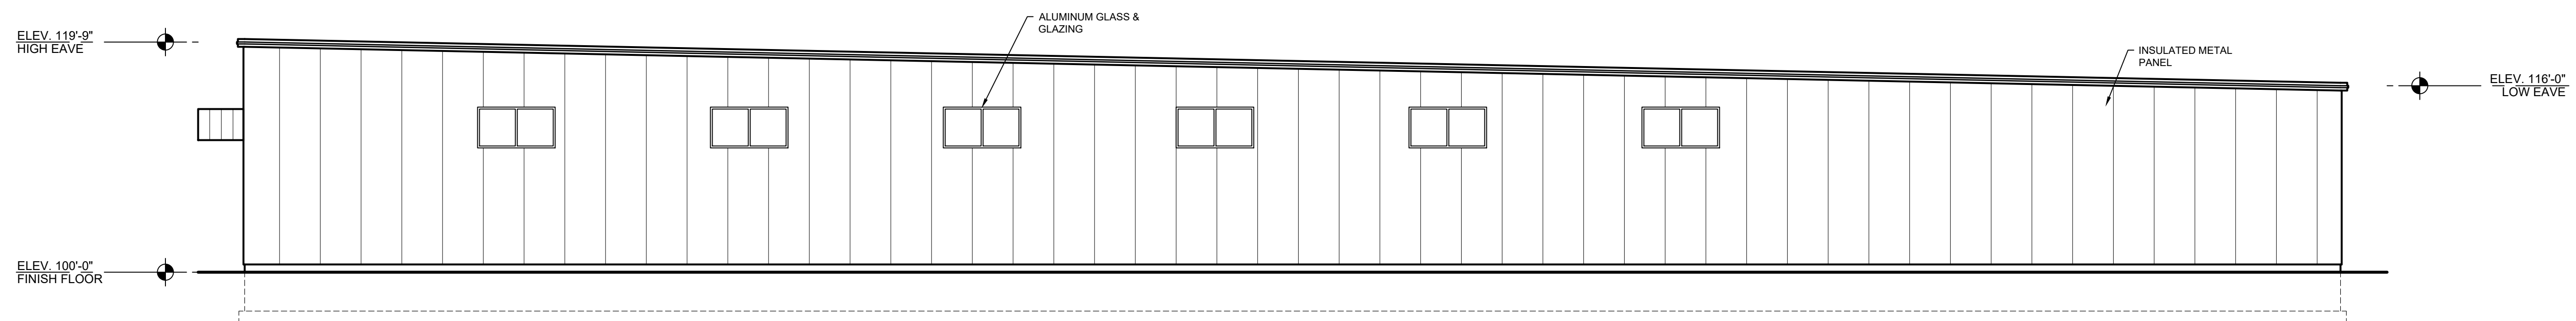 ELEV. 119'-9"
HIGH EAVE
ALUMINUM GLASS &
GLAZING
INSULATED METAL
PANEL
ELEV. 116'-0"
LOW EAVE
ELEV. 100'-0"
FINISH FLOOR